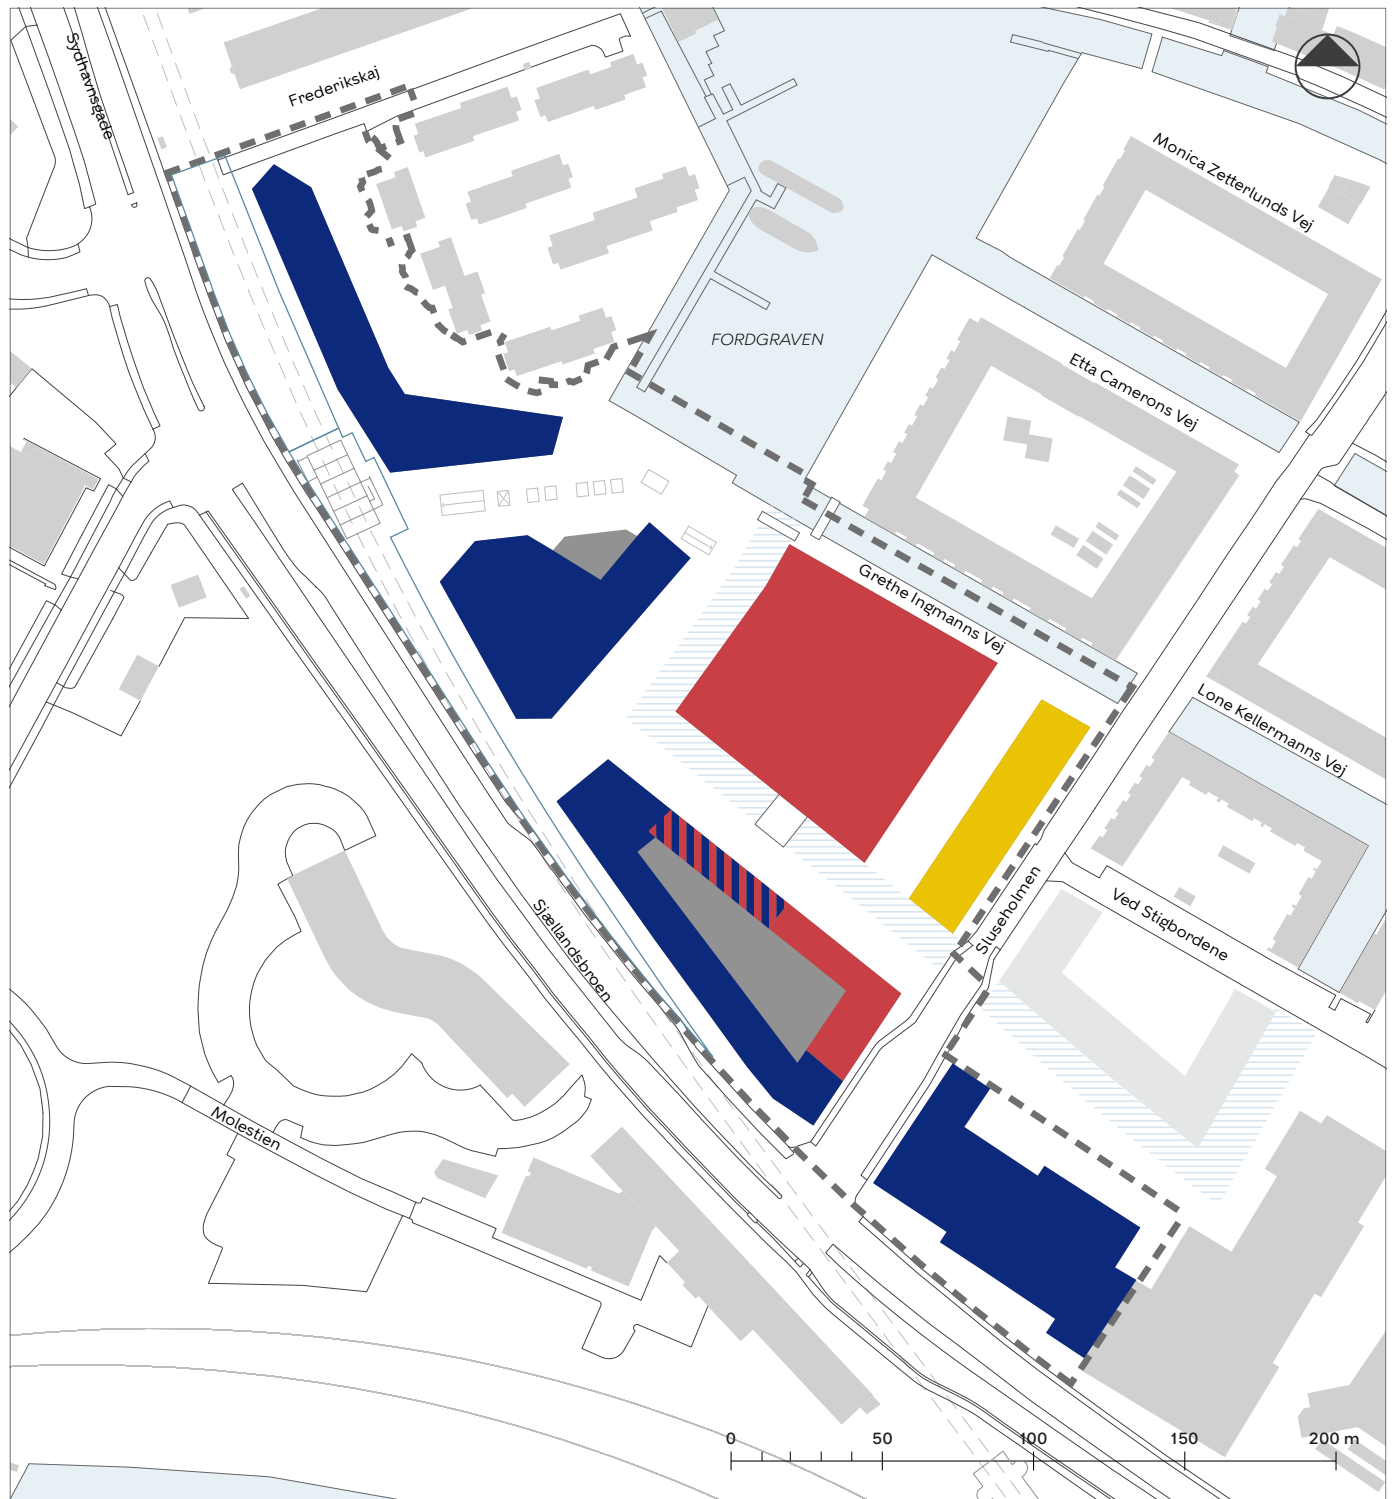 Sydhavnsgade
Frederikskaj
Monica Zetterlunds Vej
FORDGRAVEN
Etta Camerons Vej
Grethe Ingmanns Vej
Lone Kellermanns Vej
Sluseholmen
Ved Stigbordene
Sjællandsbroen
Molestien
0 50 100 150 200 m